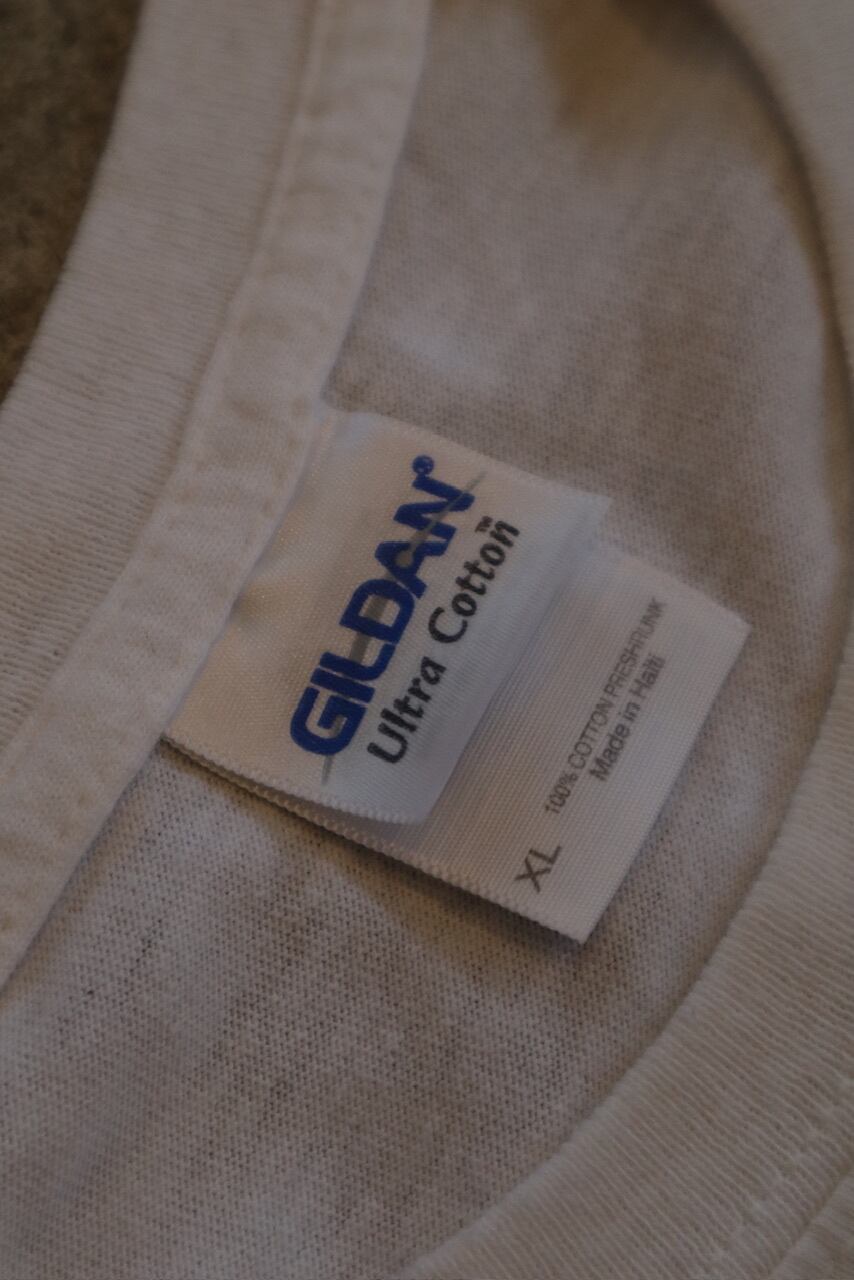 GILDAN®
Ultra Cotton™
100% COTTON PRESHRUNK
Made in Haiti
XL